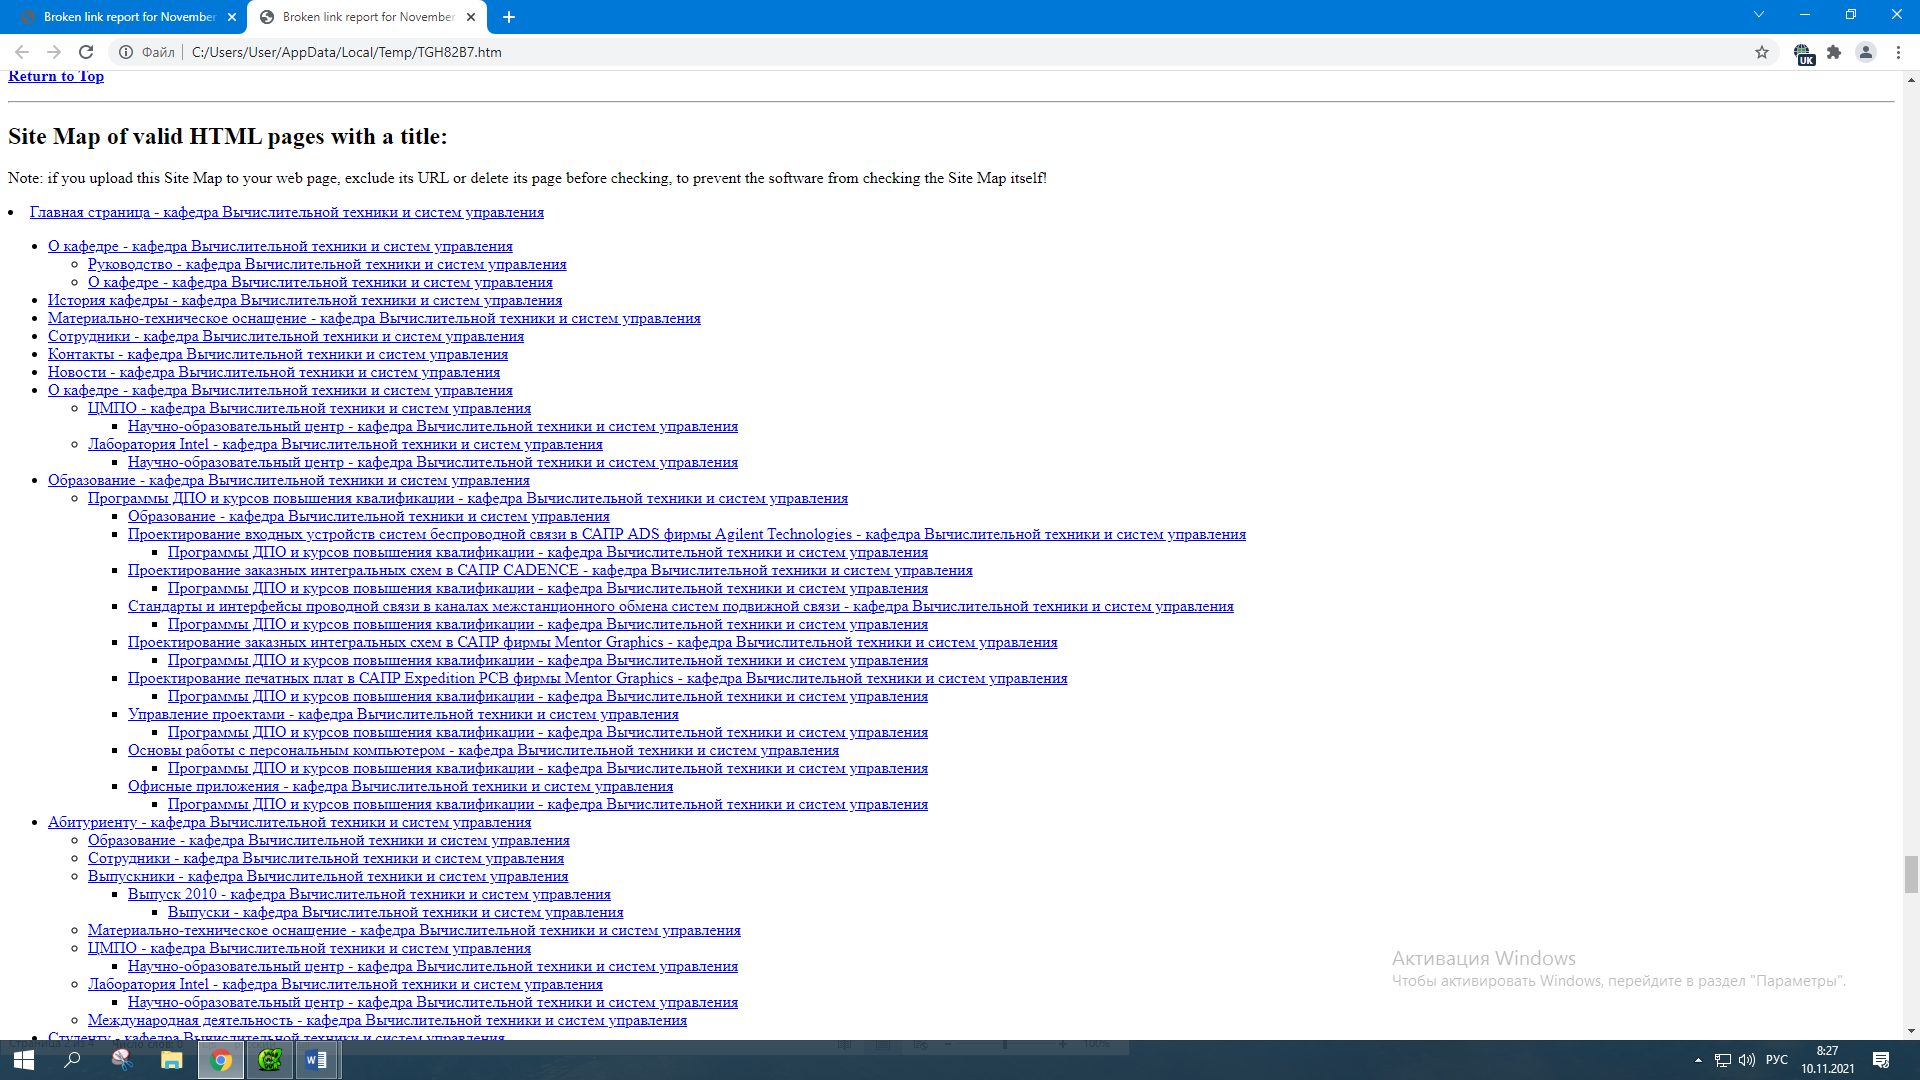 Broken link report for November
Broken link report for November
Файл
C:/Users/User/AppData/Local/Temp/TGH82B7.htm
UK
Return to Top
Site Map of valid HTML pages with a title:
Note: if you upload this Site Map to your web page, exclude its URL or delete its page before checking, to prevent the software from checking the Site Map itself!
Главная страница - кафедра Вычислительной техники и систем управления
О кафедре - кафедра Вычислительной техники и систем управления
Руководство - кафедра Вычислительной техники и систем управления
О кафедре - кафедра Вычислительной техники и систем управления
История кафедры - кафедра Вычислительной техники и систем управления
Материально-техническое оснащение - кафедра Вычислительной техники и систем управления
Сотрудники - кафедра Вычислительной техники и систем управления
Контакты - кафедра Вычислительной техники и систем управления
Новости - кафедра Вычислительной техники и систем управления
О кафедре - кафедра Вычислительной техники и систем управления
ЦМПО - кафедра Вычислительной техники и систем управления
Научно-образовательный центр - кафедра Вычислительной техники и систем управления
Лаборатория Intel - кафедра Вычислительной техники и систем управления
Научно-образовательный центр - кафедра Вычислительной техники и систем управления
Образование - кафедра Вычислительной техники и систем управления
Программы ДПО и курсов повышения квалификации - кафедра Вычислительной техники и систем управления
Образование - кафедра Вычислительной техники и систем управления
Проектирование входных устройств систем беспроводной связи в САПР ADS фирмы Agilent Technologies - кафедра Вычислительной техники и систем управления
Программы ДПО и курсов повышения квалификации - кафедра Вычислительной техники и систем управления
Проектирование заказных интегральных схем в САПР CADENCE - кафедра Вычислительной техники и систем управления
Программы ДПО и курсов повышения квалификации - кафедра Вычислительной техники и систем управления
Стандарты и интерфейсы проводной связи в каналах межстанционного обмена систем подвижной связи - кафедра Вычислительной техники и систем управления
Программы ДПО и курсов повышения квалификации - кафедра Вычислительной техники и систем управления
Проектирование заказных интегральных схем в САПР фирмы Mentor Graphics - кафедра Вычислительной техники и систем управления
Программы ДПО и курсов повышения квалификации - кафедра Вычислительной техники и систем управления
Проектирование печатных плат в САПР Expedition PCB фирмы Mentor Graphics - кафедра Вычислительной техники и систем управления
Программы ДПО и курсов повышения квалификации - кафедра Вычислительной техники и систем управления
Управление проектами - кафедра Вычислительной техники и систем управления
Программы ДПО и курсов повышения квалификации - кафедра Вычислительной техники и систем управления
Основы работы с персональным компьютером - кафедра Вычислительной техники и систем управления
Программы ДПО и курсов повышения квалификации - кафедра Вычислительной техники и систем управления
Офисные приложения - кафедра Вычислительной техники и систем управления
Программы ДПО и курсов повышения квалификации - кафедра Вычислительной техники и систем управления
Абитуриенту - кафедра Вычислительной техники и систем управления
Образование - кафедра Вычислительной техники и систем управления
Сотрудники - кафедра Вычислительной техники и систем управления
Выпускники - кафедра Вычислительной техники и систем управления
Выпуск 2010 - кафедра Вычислительной техники и систем управления
Выпуски - кафедра Вычислительной техники и систем управления
Материально-техническое оснащение - кафедра Вычислительной техники и систем управления
ЦМПО - кафедра Вычислительной техники и систем управления
Научно-образовательный центр - кафедра Вычислительной техники и систем управления
Лаборатория Intel - кафедра Вычислительной техники и систем управления
Научно-образовательный центр - кафедра Вычислительной техники и систем управления
Международная деятельность - кафедра Вычислительной техники и систем управления
Студенту - кафедра Вычислительной техники и систем управления
Активация Windows
Чтобы активировать Windows, перейдите в раздел "Параметры".
100%
РУС
8:27
10.11.2021